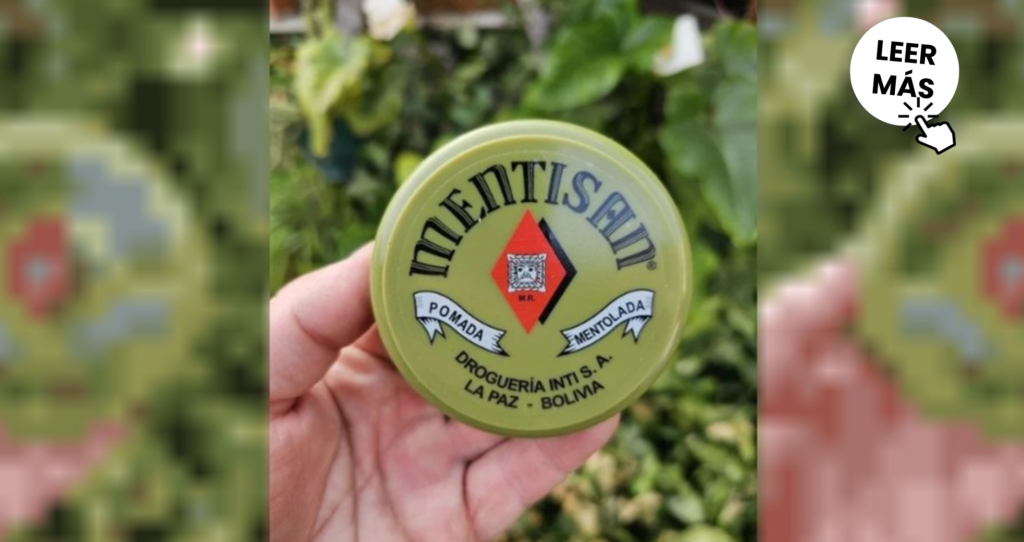 LEER
MÁS
MENTISAN®
M.R.
POMADA
MENTOLADA
DROGUERÍA INTI S. A.
LA PAZ - BOLIVIA